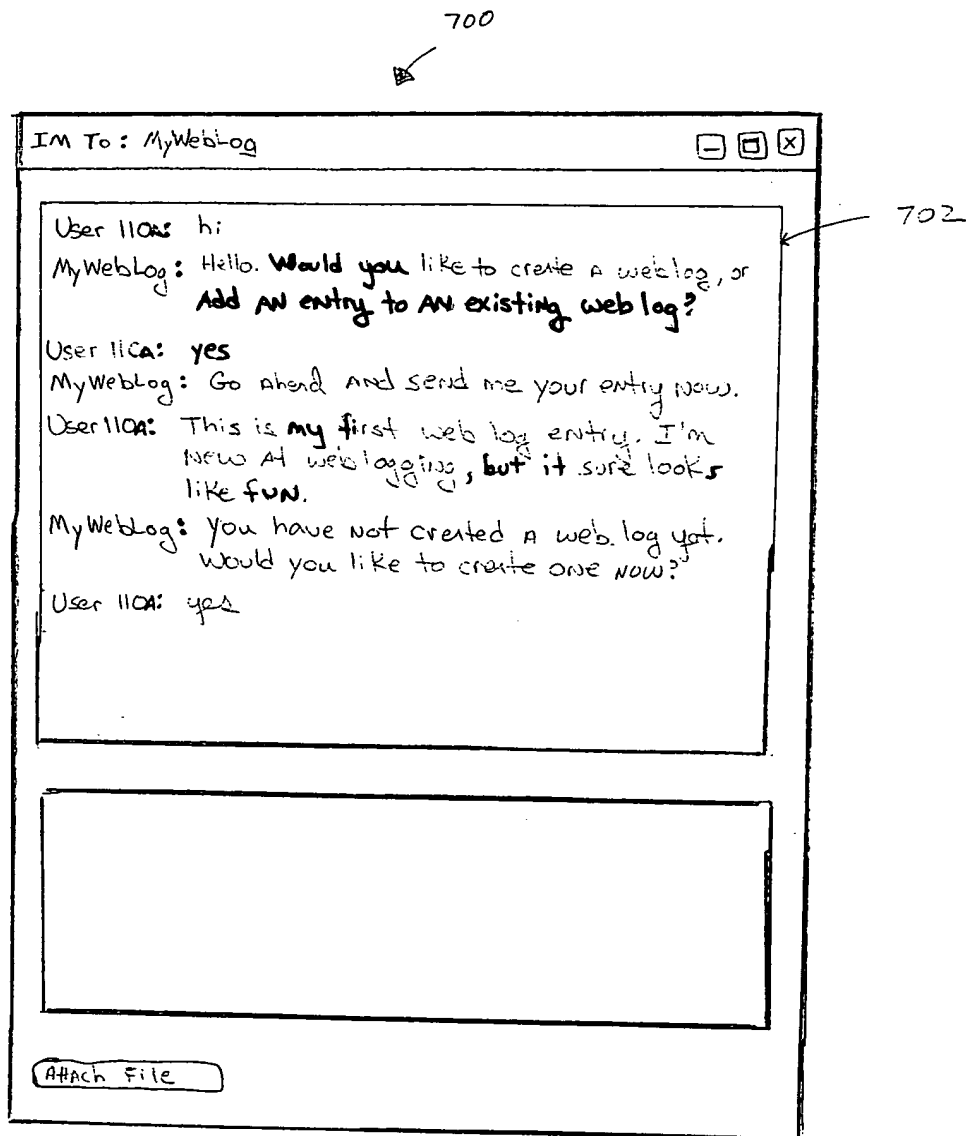 700
IM To: MyWebLog
702
User 110A: hi
MyWebLog: Hello. Would you like to create a weblog, or
Add an entry to an existing web log?
User 110A: yes
MyWebLog: Go ahead and send me your entry now.
User 110A: This is my first web log entry. I'm
new at weblogging, but it sure looks
like fun.
MyWebLog: you have not created a web log yet.
would you like to create one now?
User 110A: yes
Attach File